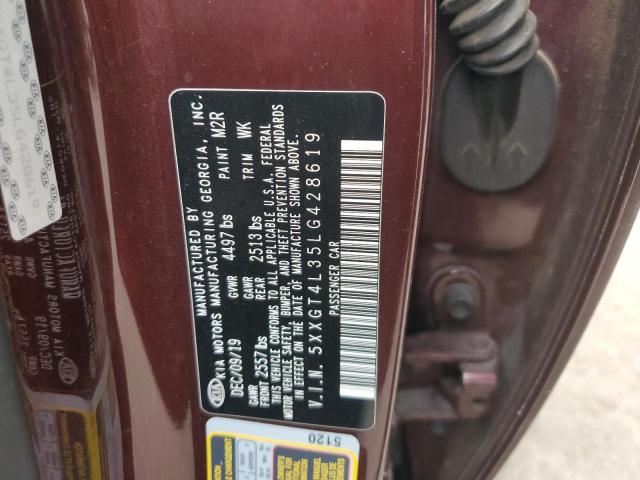 MANUFACTURED BY
KIA MOTORS MANUFACTURING GEORGIA, INC.
DEC/09/19 GVWR 4497 lbs PAINT M2R
GAWR FRONT 2557 lbs GAWR REAR 2513 lbs TRIM WK
THIS VEHICLE CONFORMS TO ALL APPLICABLE U.S.A. FEDERAL
MOTOR VEHICLE SAFETY, BUMPER, AND THEFT PREVENTION STANDARDS
IN EFFECT ON THE DATE OF MANUFACTURE SHOWN ABOVE.
V.I.N. 5XXGT4L35LG428619
PASSENGER CAR
KIA
5120